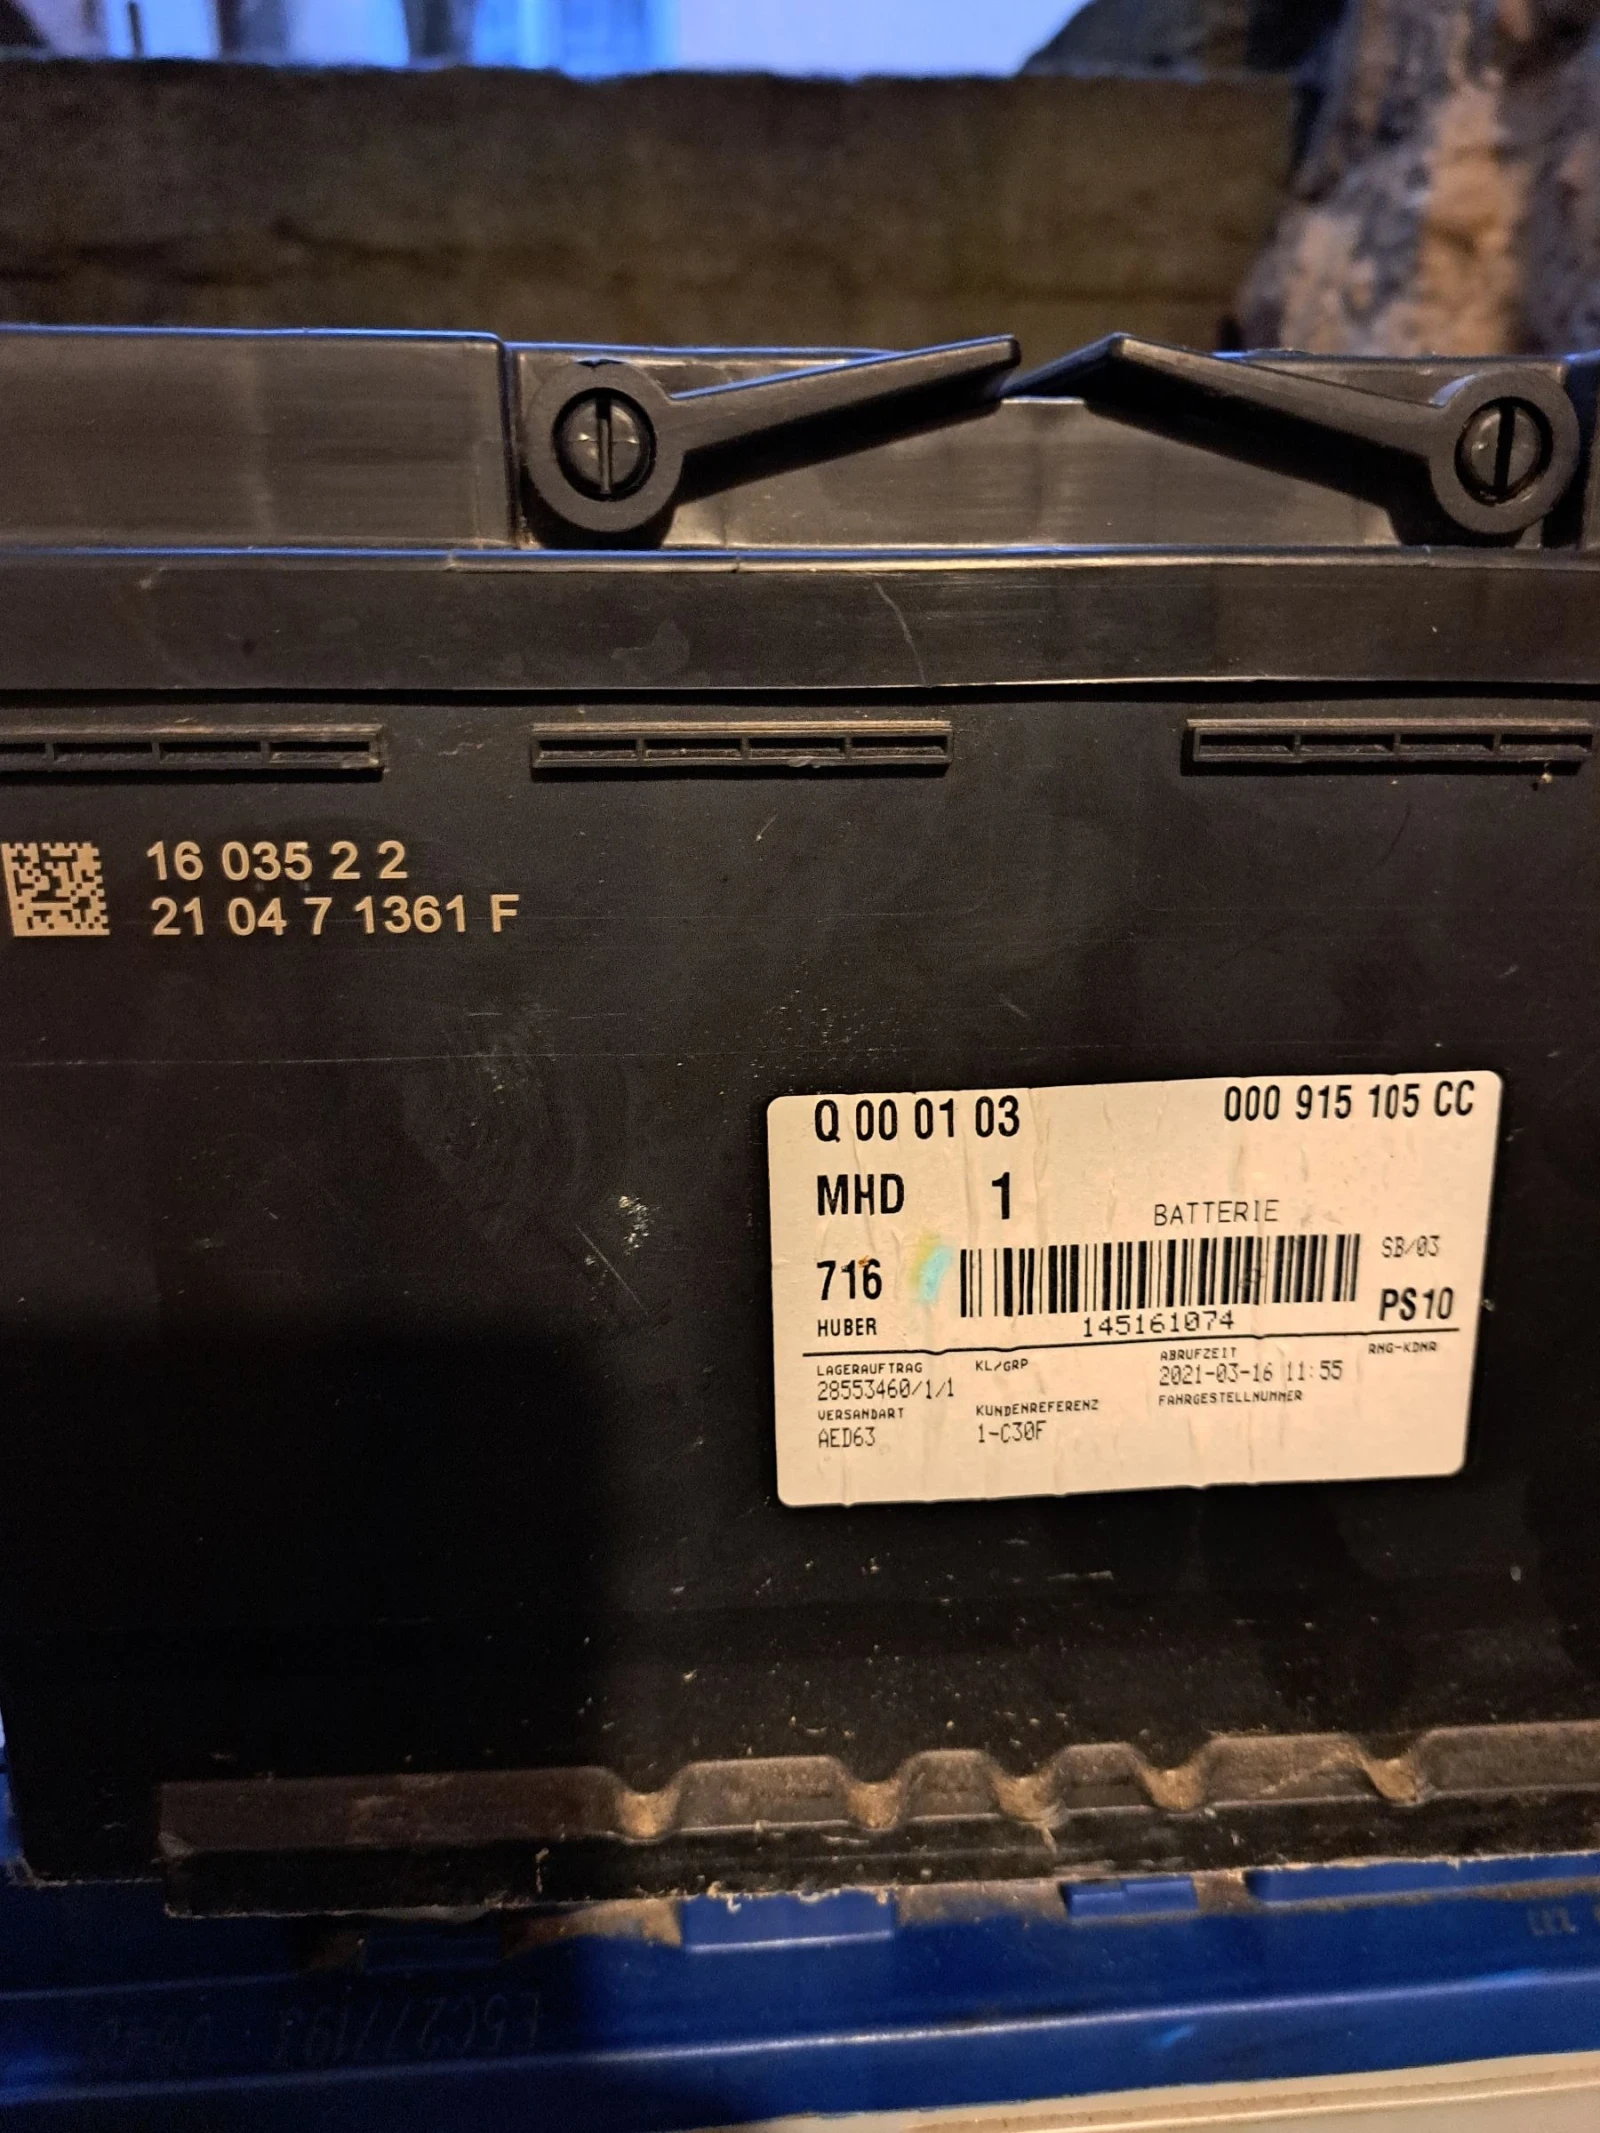 16 035 2 2
21 04 7 1361 F
Q 00 001 03 000 915 105 CC
MHD 1
BATTERIE
716 SB/03
HUBER 145161074 PS10
LAGERAUFTRAG KL/GRP ABRUFZEIT RNG-KDNR
28553460/1/1 2021-03-16 11:55
VERSANDART KUNDENREFERENZ FAHRGESTELLNUMMER
AED63 1-C30F